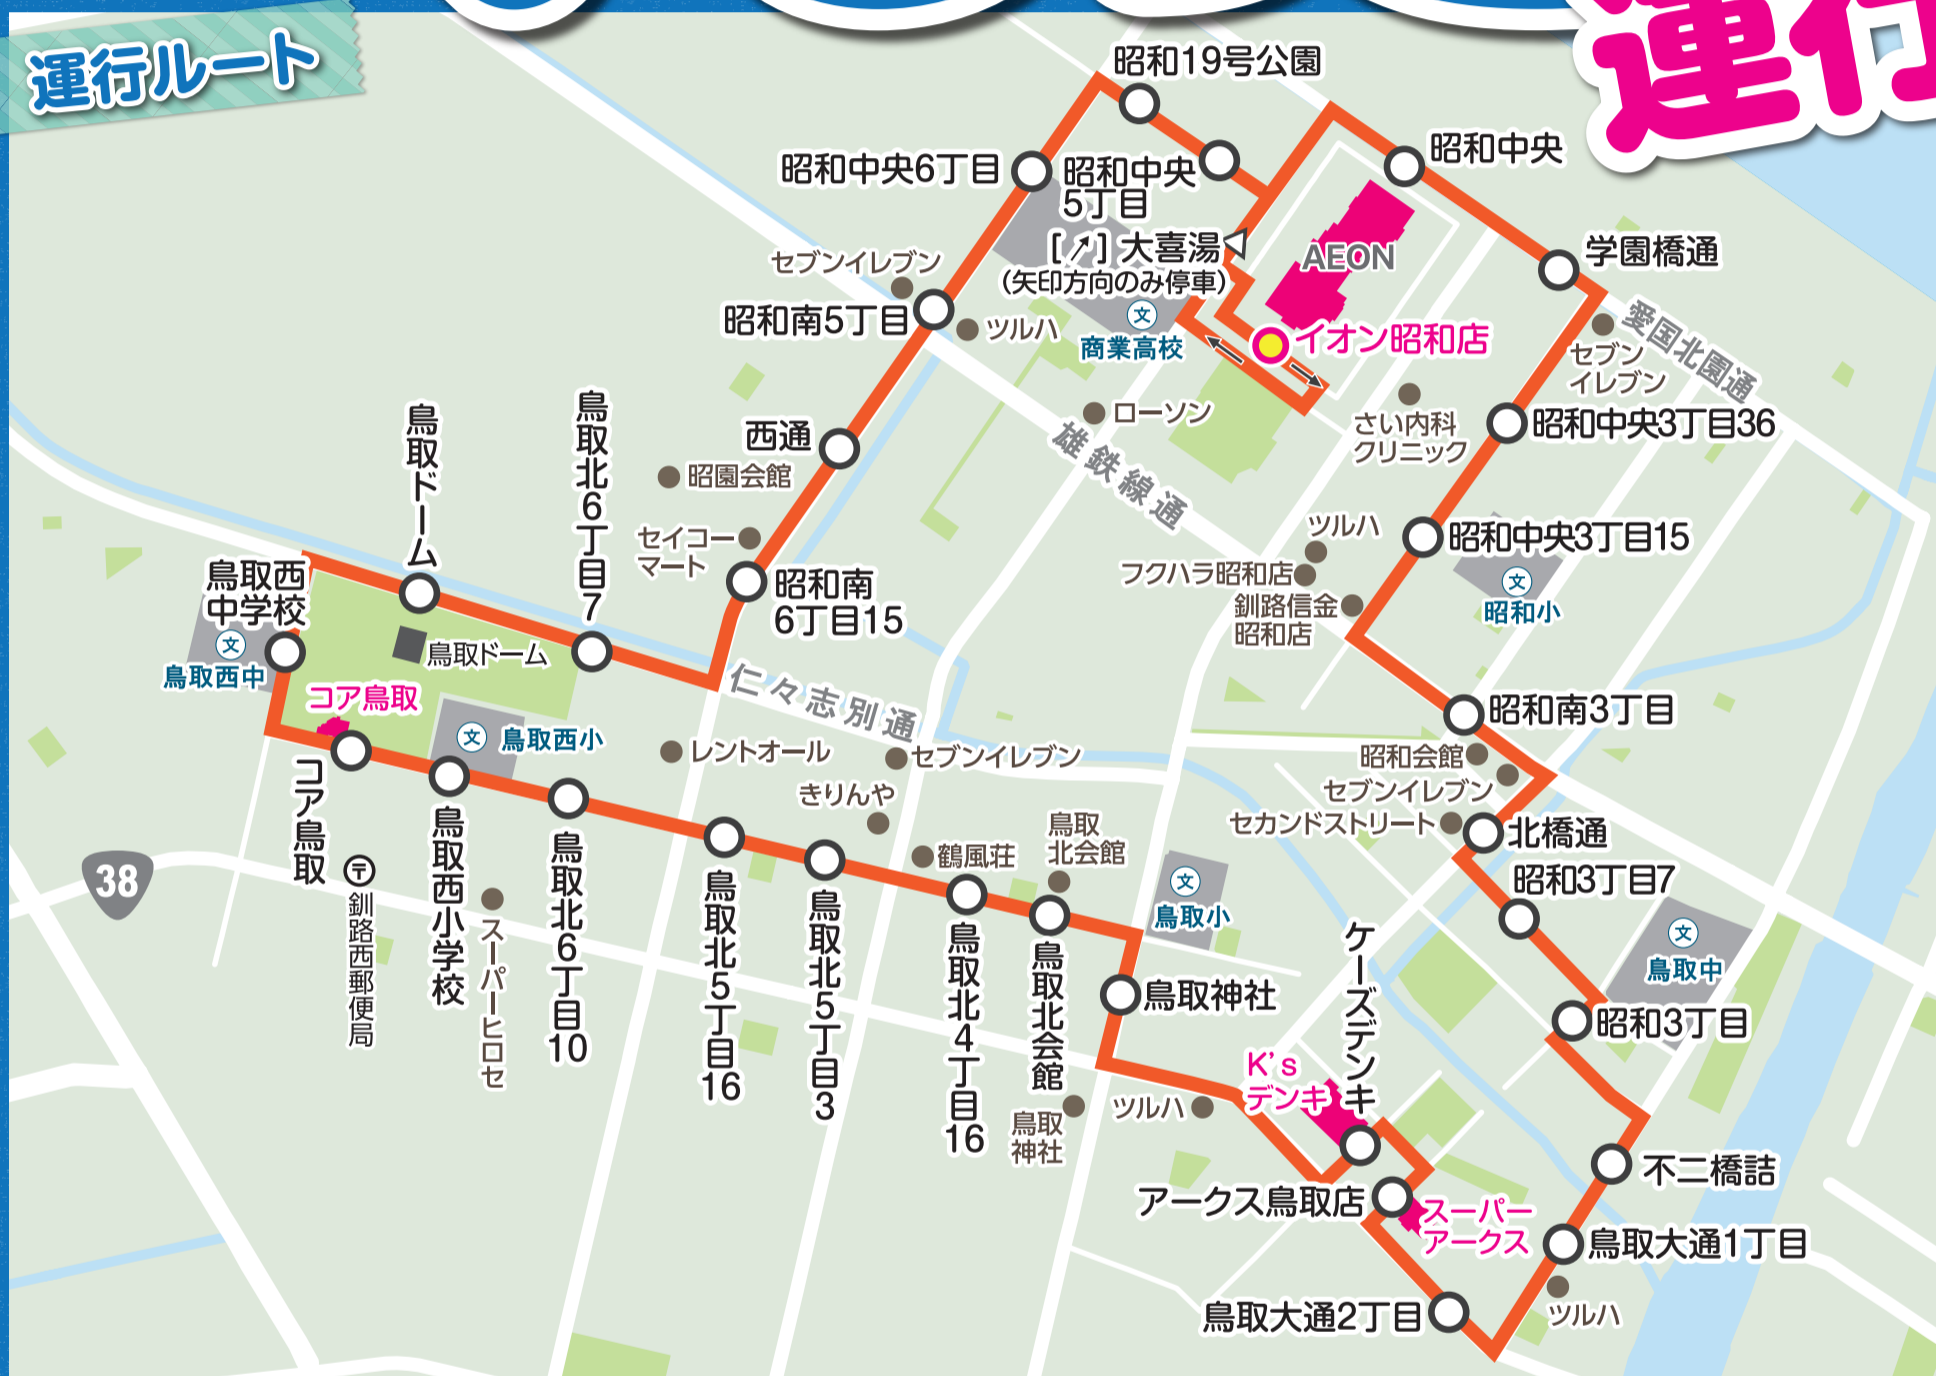 運行
運行ルート
昭和19号公園
昭和中央6丁目
昭和中央
5丁目
[↗]大喜湯
(矢印方向のみ停車)
昭和中央
AEON
学園橋通
愛国北園通
セブン
イレブン
イオン昭和店
セブンイレブン
昭和南5丁目
ツルハ
文
商業高校
ローソン
雄鉄線通
さい内科
クリニック
昭和中央3丁目36
昭和中央3丁目15
文
昭和小
ツルハ
フクハラ昭和店
釧路信金
昭和店
西通
昭園会館
セイコー
マート
昭和南
6丁目15
鳥取北6丁目7
鳥取ドーム
鳥取西
中学校
文
鳥取西中
鳥取ドーム
コア鳥取
文
鳥取西小
仁々志別通
レントオール
セブンイレブン
きりんや
昭和南3丁目
昭和会館
セブンイレブン
セカンドストリート
北橋通
昭和3丁目7
文
鳥取中
昭和3丁目
38
コア鳥取
〒
釧路西郵便局
鳥取西小学校
スーパーヒロセ
鳥取北6丁目10
鳥取北5丁目16
鳥取北5丁目3
鶴風荘
鳥取北4丁目16
鳥取
北会館
鳥取北会館
文
鳥取小
鳥取神社
鳥取
神社
ツルハ
K's
デンキ
ケーズデンキ
アークス鳥取店
スーパー
アークス
不二橋詰
鳥取大通1丁目
ツルハ
鳥取大通2丁目